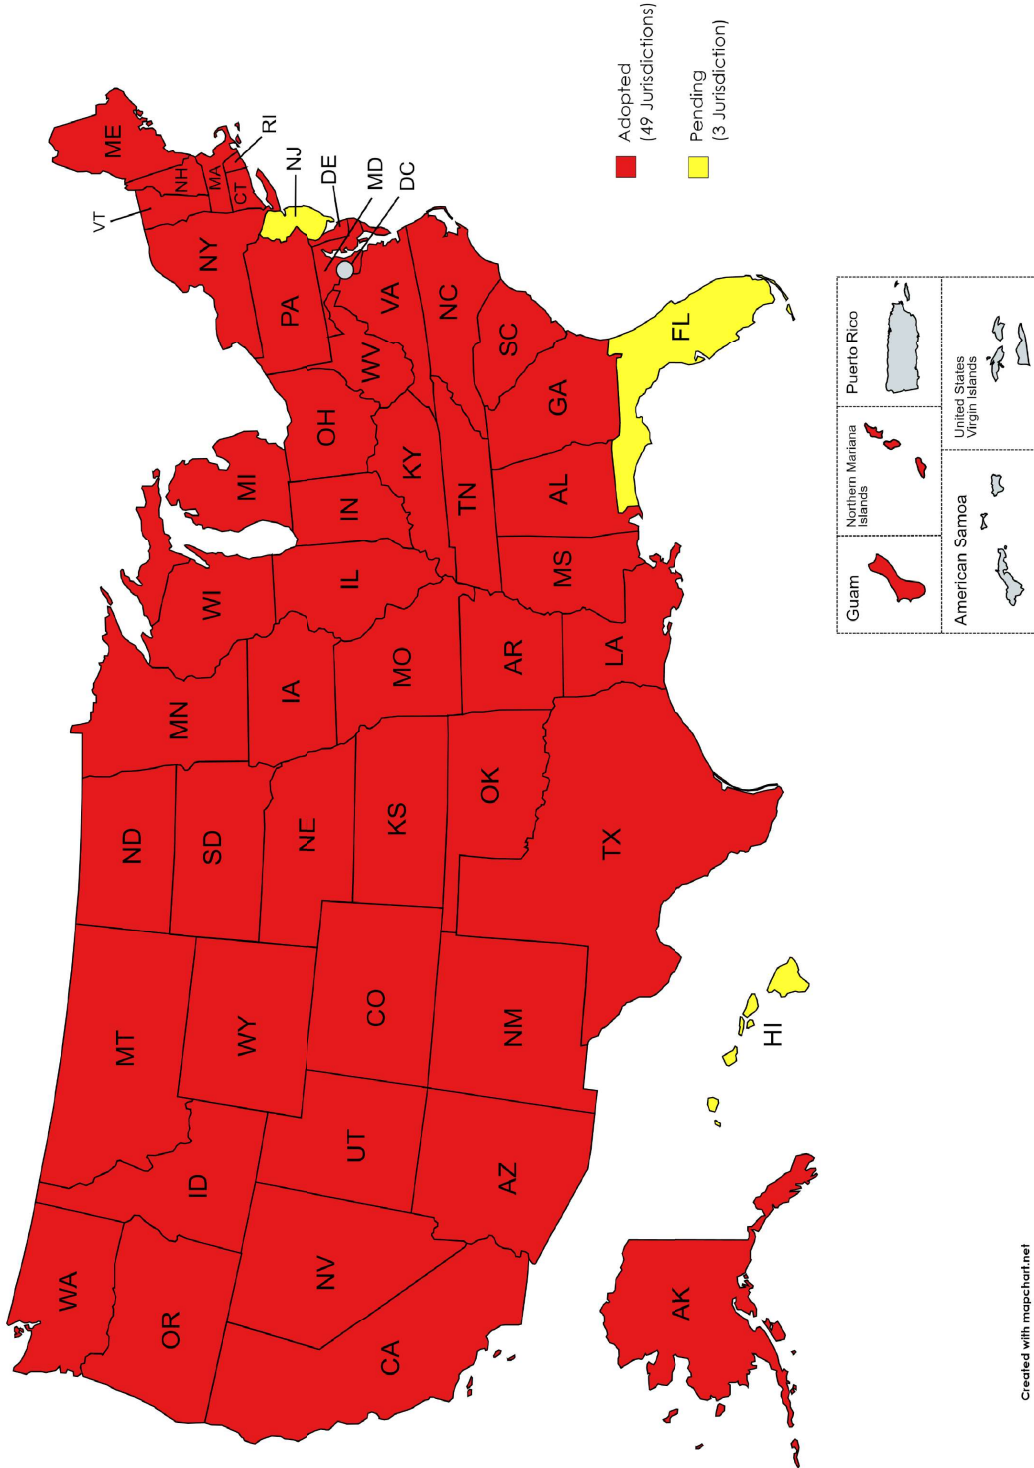 WA
OR
CA
NV
ID
MT
WY
UT
AZ
CO
NM
ND
SD
NE
KS
OK
TX
MN
IA
MO
AR
LA
WI
IL
MS
MI
IN
KY
TN
AL
OH
WV
GA
FL
PA
VA
NC
SC
NY
VT
NH
MA
CT
ME
RI
NJ
DE
MD
DC
AK
HI
Adopted
(49 Jurisdictions)
Pending
(3 Jurisdiction)
Guam
Northern Mariana
Islands
Puerto Rico
American Samoa
United States
Virgin Islands
Created with mapchart.net